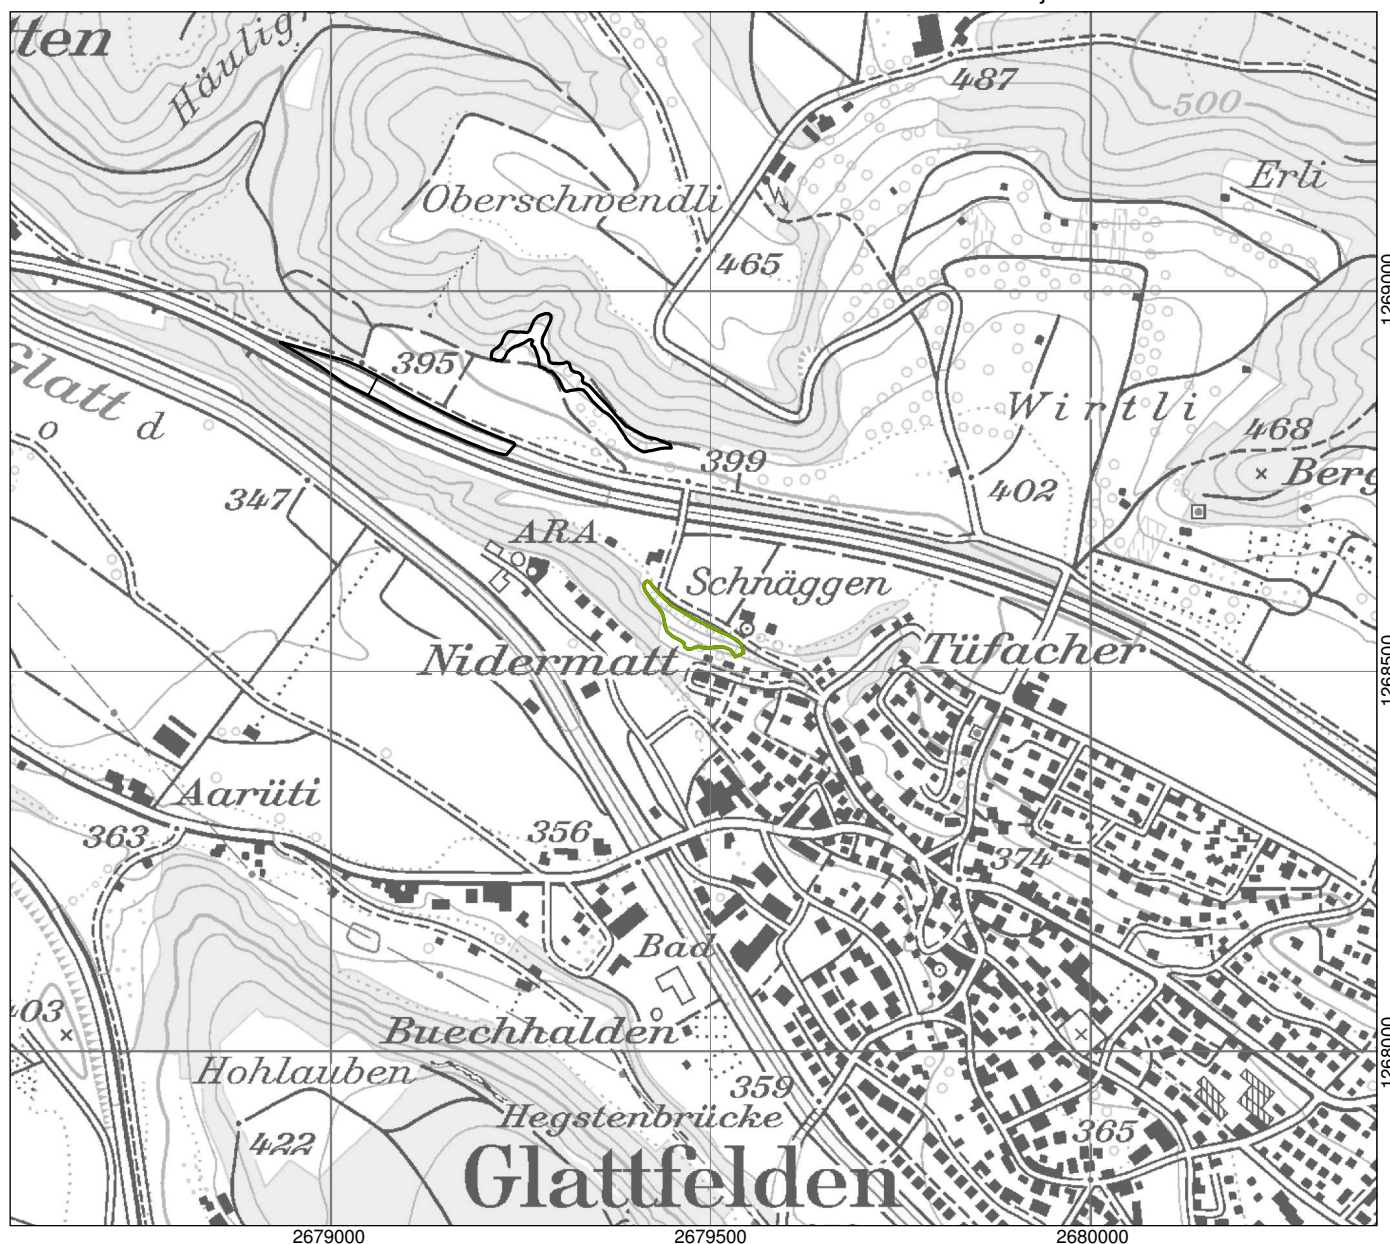 tten
Häulig
487
500
Erli
Oberschwendli
465
1269000
395
Glatt
o d
Wirtli
468
399
Berg
402
347
ARA
Schnäggen
Nidermatt
Tüfacher
1268500
Aarüti
363
356
374
Bad
403
Buechhalden
1268000
Hohlauben
359
Hegstenbrücke
422
365
Glattfelden
2679000
2679500
2680000